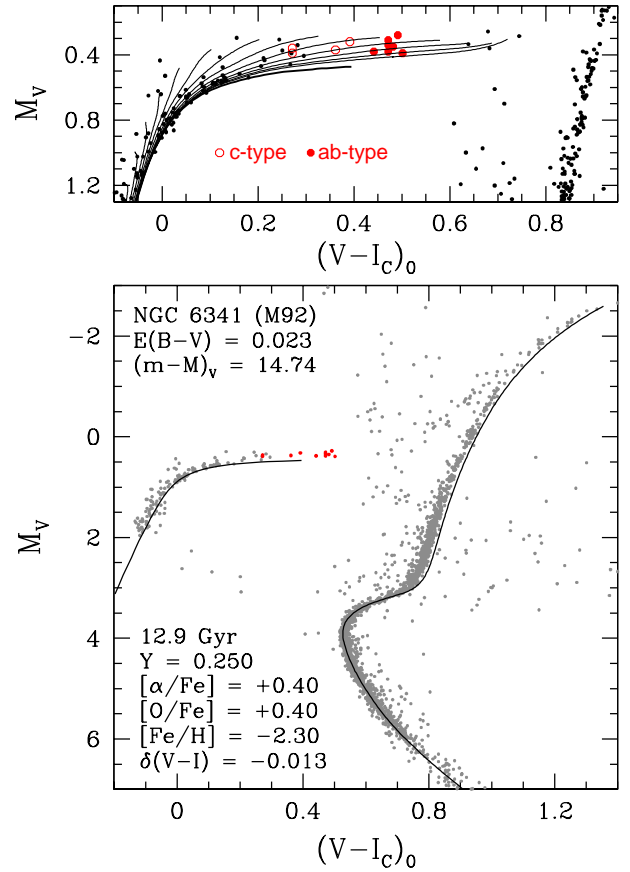 0.4
0.8
1.2
M_V
c-type ab-type
0 0.2 0.4 0.6 0.8
(V−I_C)_0
NGC 6341 (M92)
E(B−V) = 0.023
(m−M)_V = 14.74
−2
0
2
4
6
M_V
12.9 Gyr
Y = 0.250
[α/Fe] = +0.40
[O/Fe] = +0.40
[Fe/H] = −2.30
δ(V−I) = −0.013
0 0.4 0.8 1.2
(V−I_C)_0